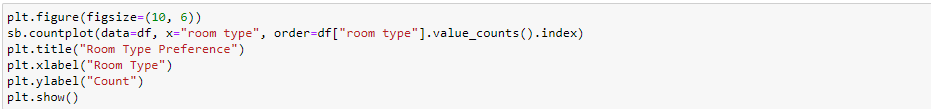 plt.figure(figsize=(10, 6))
sb.countplot(data=df, x="room type", order=df["room type"].value_counts().index)
plt.title("Room Type Preference")
plt.xlabel("Room Type")
plt.ylabel("Count")
plt.show()